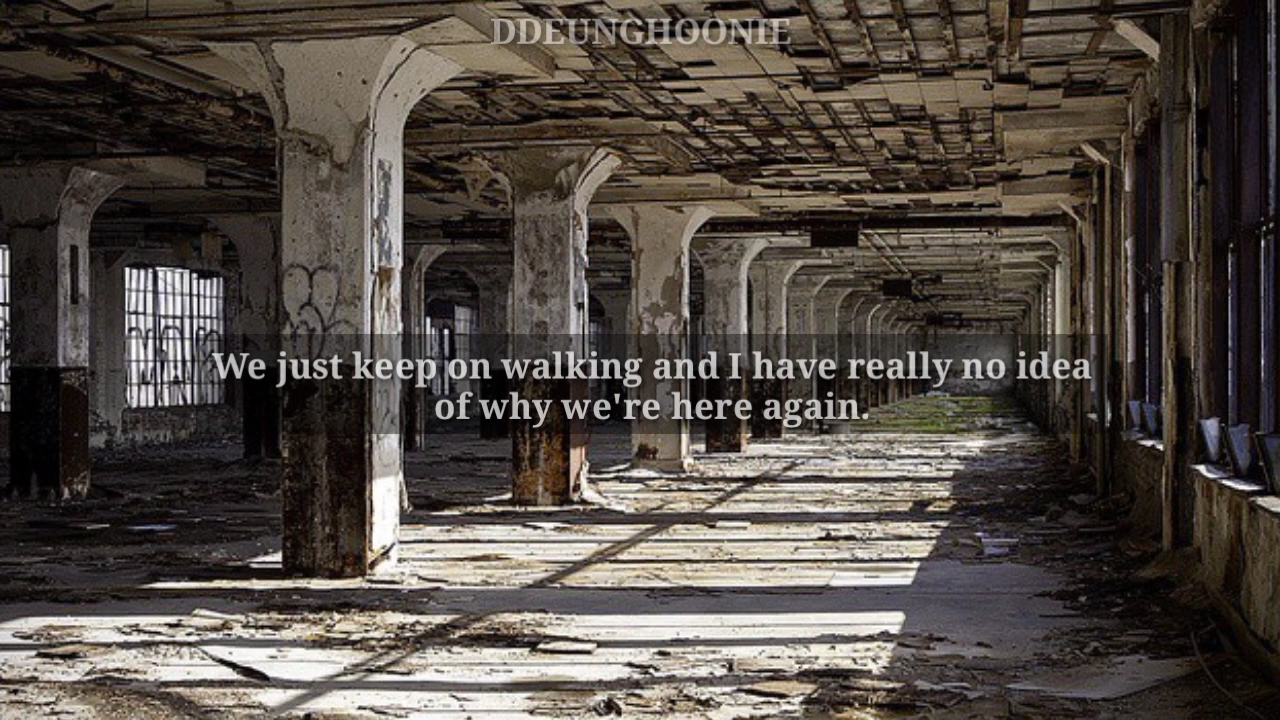 DDEUNGHOONIE
We just keep on walking and I have really no idea
of why we're here again.